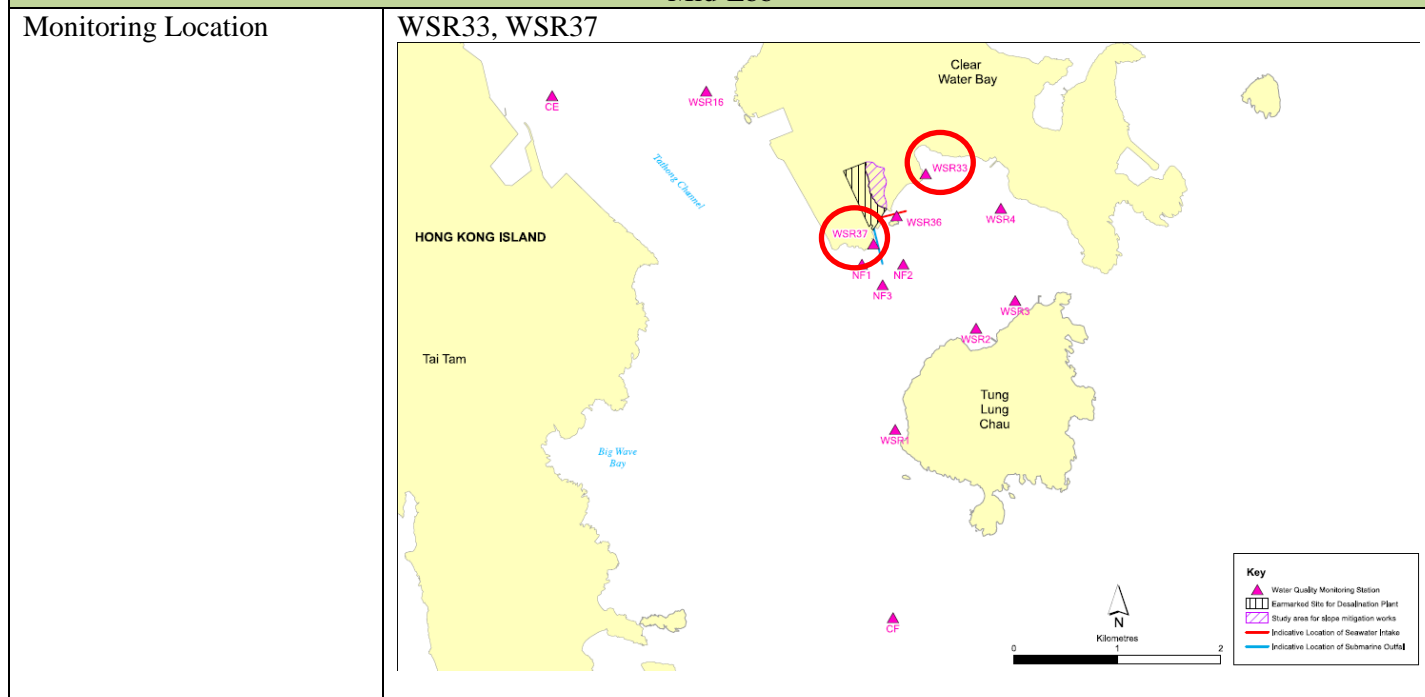 Monitoring Location
WSR33, WSR37
Clear
Water Bay
CE
WSR16
Tathong Channel
WSR33
WSR36
WSR4
WSR37
HONG KONG ISLAND
NF1
NF2
NF3
WSR3
WSR2
Tai Tam
Tung
Lung
Chau
WSR1
Big Wave
Bay
CF
N
Kilometres
0 1 2
Key
Water Quality Monitoring Station
Earmarked Site for Desalination Plant
Study area for slope mitigation works
Indicative Location of Seawater Intake
Indicative Location of Submarine Outfall